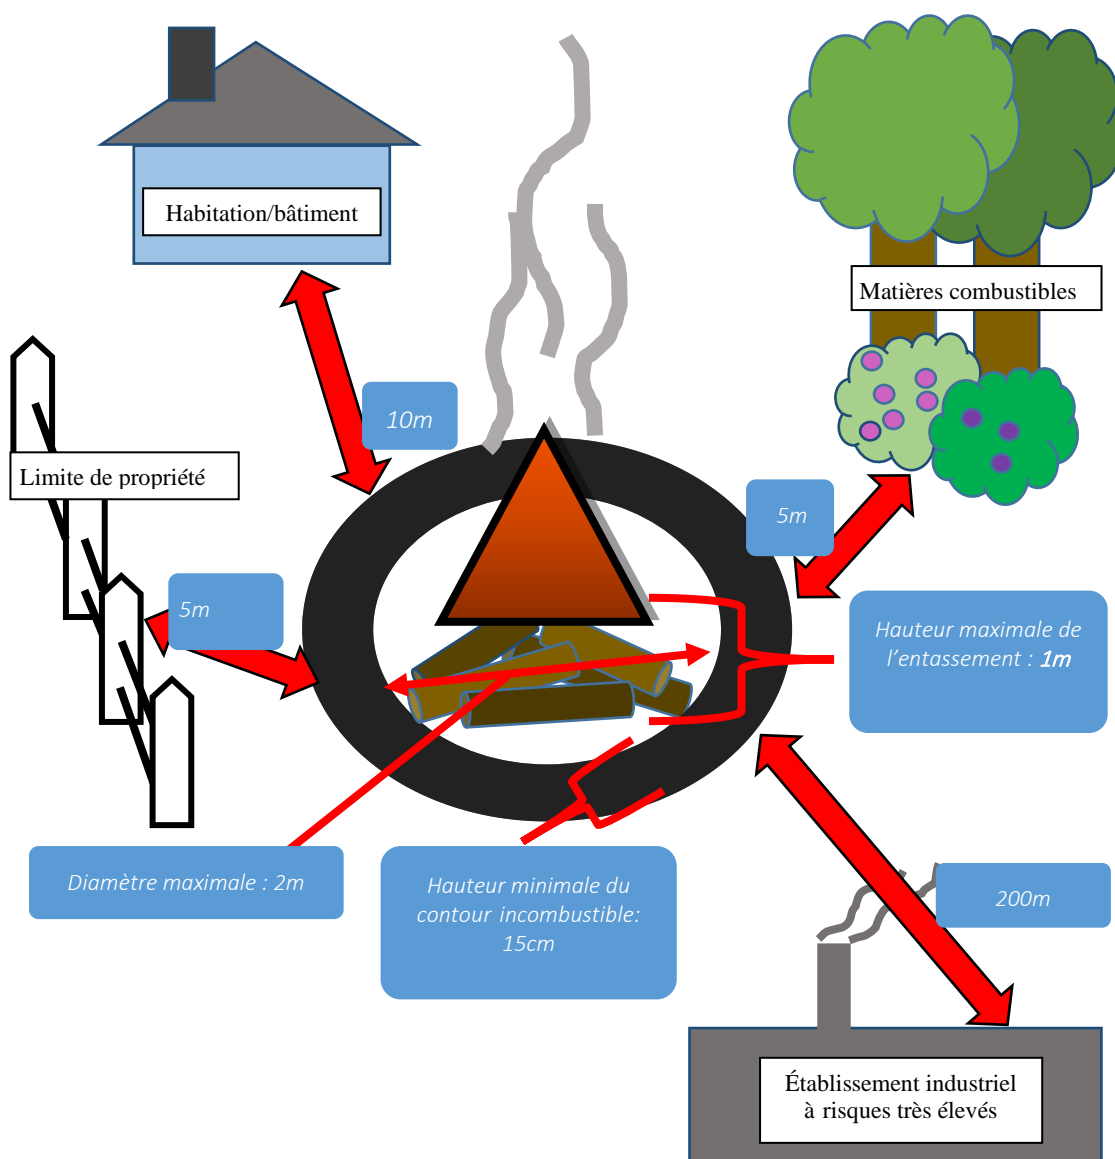 Habitation/bâtiment
Matières combustibles
10m
Limite de propriété
5m
5m
Hauteur maximale de
l'entassement : 1m
Diamètre maximale : 2m
Hauteur minimale du
contour incombustible:
15cm
200m
Établissement industriel
à risques très élevés